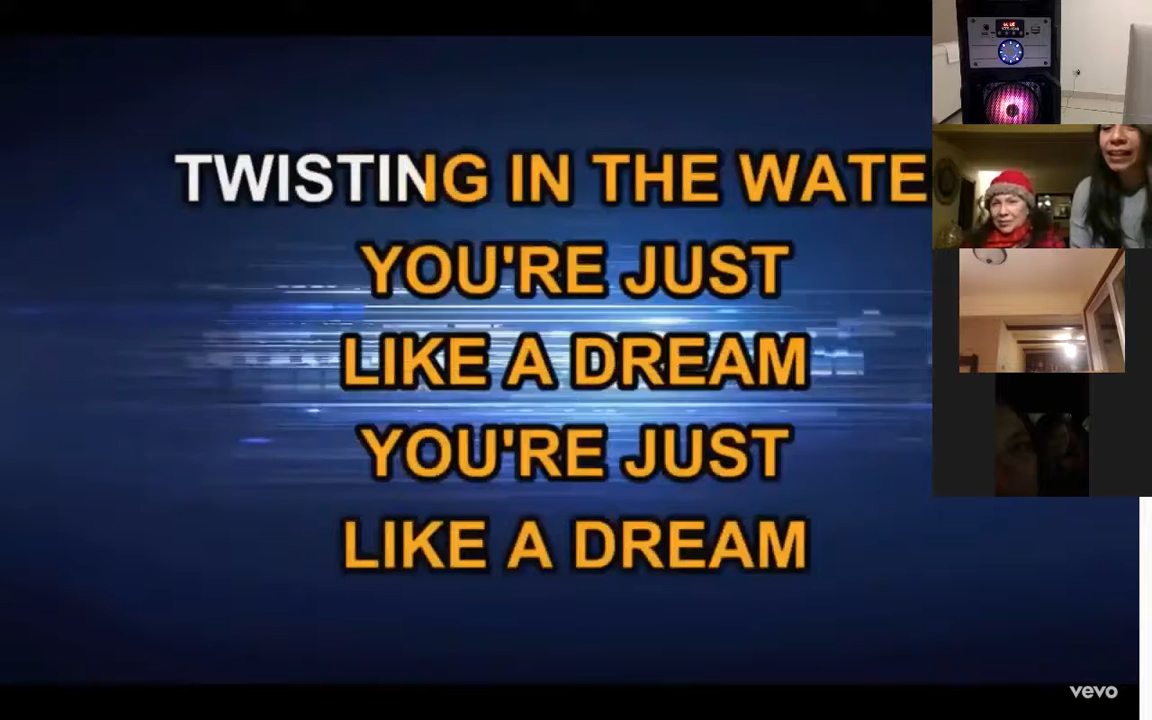 TWISTING IN THE WATE
YOU'RE JUST
LIKE A DREAM
YOU'RE JUST
LIKE A DREAM
vevo